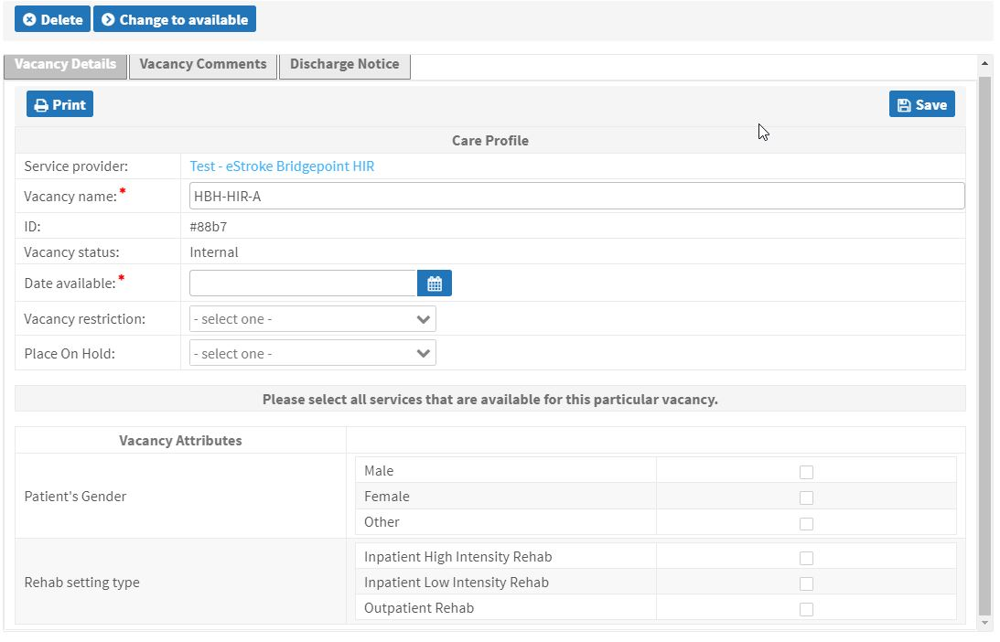 Delete
Change to available
Vacancy Details
Vacancy Comments
Discharge Notice
Print
Save
Care Profile
Service provider: Test - eStroke Bridgepoint HIR
Vacancy name:* HBH-HIR-A
ID: #88b7
Vacancy status: Internal
Date available:*
Vacancy restriction: - select one -
Place On Hold: - select one -
Please select all services that are available for this particular vacancy.
Vacancy Attributes
Patient's Gender
Male
Female
Other
Rehab setting type
Inpatient High Intensity Rehab
Inpatient Low Intensity Rehab
Outpatient Rehab